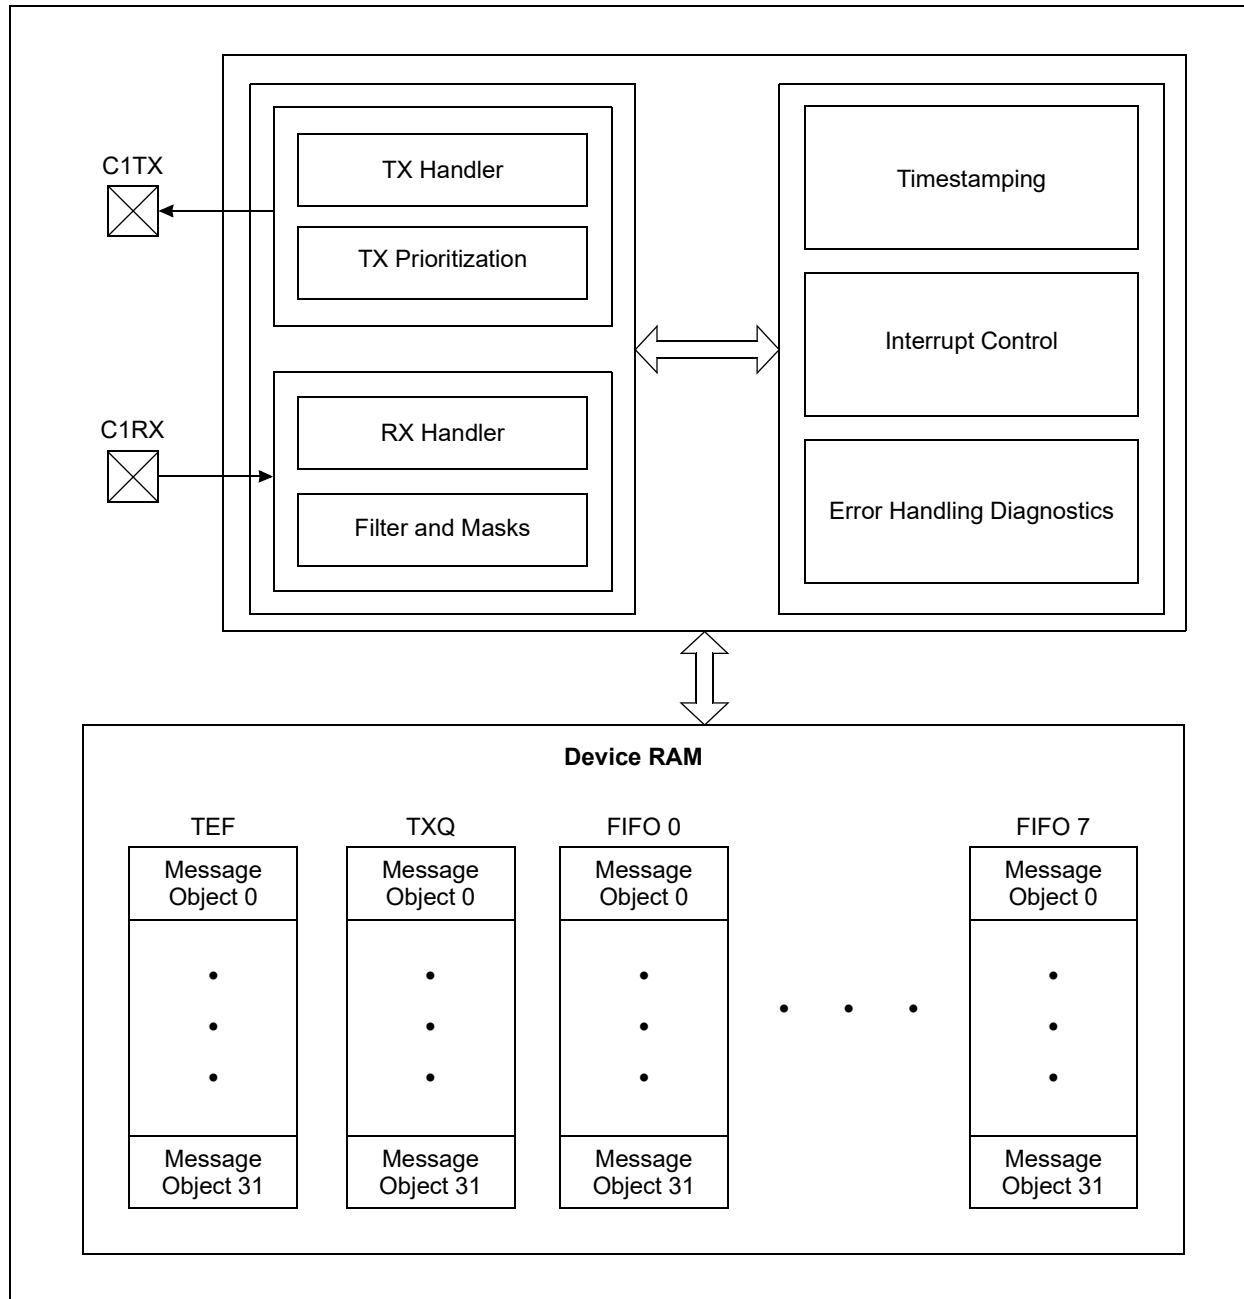 C1TX
TX Handler
TX Prioritization
C1RX
RX Handler
Filter and Masks
Timestamping
Interrupt Control
Error Handling Diagnostics
Device RAM
TEF
Message
Object 0
Message
Object 31
TXQ
Message
Object 0
Message
Object 31
FIFO 0
Message
Object 0
Message
Object 31
FIFO 7
Message
Object 0
Message
Object 31